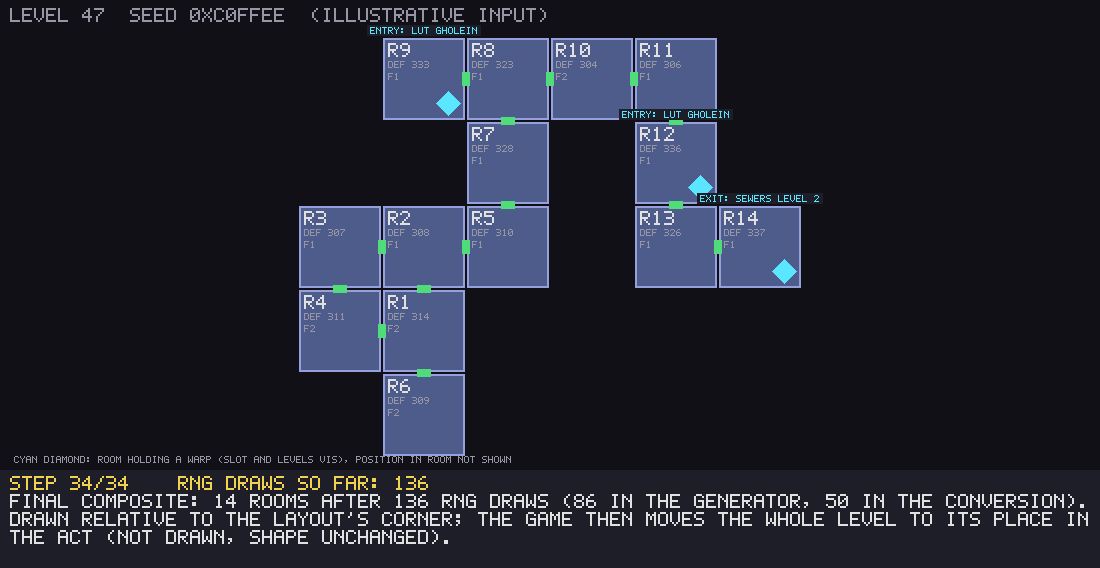 LEVEL 47  SEED 0XC0FFEE  (ILLUSTRATIVE INPUT)
ENTRY: LUT GHOLEIN
R9 R8 R10 R11
DEF 333 DEF 323 DEF 304 DEF 306
F1 F1 F2 F1
ENTRY: LUT GHOLEIN
R7 R12
DEF 328 DEF 336
F1 F1
EXIT: SEWERS LEVEL 2
R3 R2 R5 R13 R14
DEF 307 DEF 308 DEF 310 DEF 326 DEF 337
F1 F1 F1 F1 F1
R4 R1
DEF 311 DEF 314
F2 F2
R6
DEF 309
F2
CYAN DIAMOND: ROOM HOLDING A WARP (SLOT AND LEVELS VIS), POSITION IN ROOM NOT SHOWN
STEP 34/34    RNG DRAWS SO FAR: 136
FINAL COMPOSITE: 14 ROOMS AFTER 136 RNG DRAWS (86 IN THE GENERATOR, 50 IN THE CONVERSION).
DRAWN RELATIVE TO THE LAYOUT'S CORNER; THE GAME THEN MOVES THE WHOLE LEVEL TO ITS PLACE IN
THE ACT (NOT DRAWN, SHAPE UNCHANGED).